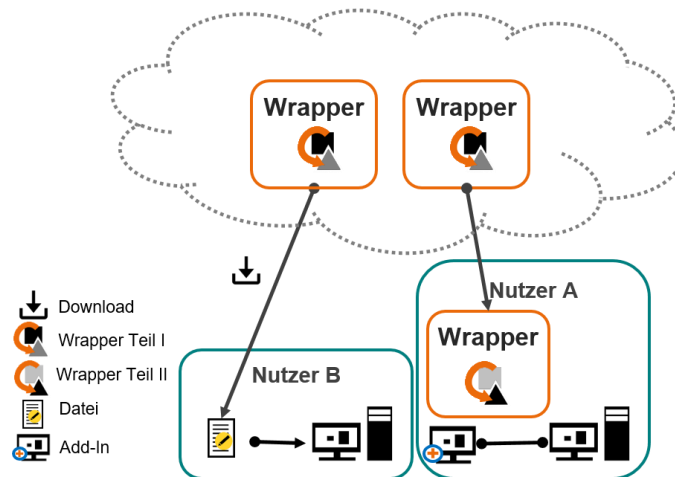 Wrapper
Wrapper
Nutzer A
Wrapper
Nutzer B
Download
Wrapper Teil I
Wrapper Teil II
Datei
Add-In